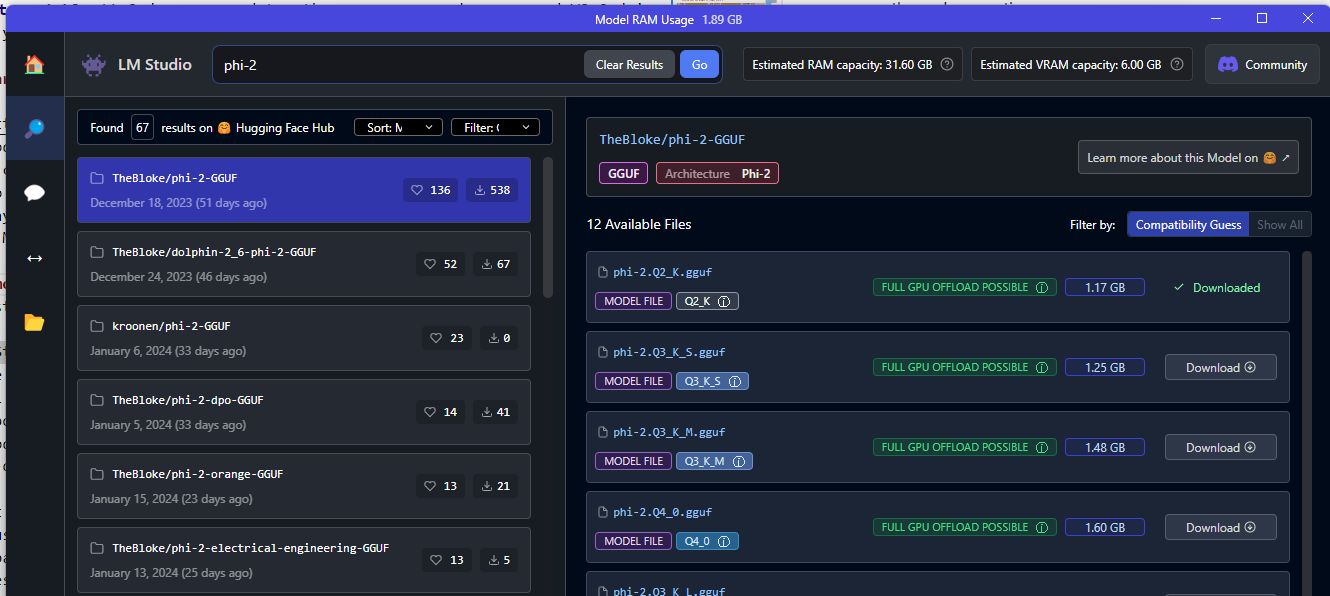 Model RAM Usage 1.89 GB
LM Studio
phi-2
Clear Results
Go
Estimated RAM capacity: 31.60 GB
Estimated VRAM capacity: 6.00 GB
Community
Found 67 results on 🤗 Hugging Face Hub
Sort:
Filter:
TheBloke/phi-2-GGUF
December 18, 2023 (51 days ago)
136
538
TheBloke/dolphin-2_6-phi-2-GGUF
December 24, 2023 (46 days ago)
52
67
kroonen/phi-2-GGUF
January 6, 2024 (33 days ago)
23
0
TheBloke/phi-2-dpo-GGUF
January 5, 2024 (33 days ago)
14
41
TheBloke/phi-2-orange-GGUF
January 15, 2024 (23 days ago)
13
21
TheBloke/phi-2-electrical-engineering-GGUF
January 13, 2024 (25 days ago)
13
5
TheBloke/phi-2-GGUF
GGUF
Architecture Phi-2
Learn more about this Model on 🤗 ↗
12 Available Files
Filter by:
Compatibility Guess
Show All
phi-2.Q2_K.gguf
MODEL FILE
Q2_K
FULL GPU OFFLOAD POSSIBLE
1.17 GB
✓ Downloaded
phi-2.Q3_K_S.gguf
MODEL FILE
Q3_K_S
FULL GPU OFFLOAD POSSIBLE
1.25 GB
Download
phi-2.Q3_K_M.gguf
MODEL FILE
Q3_K_M
FULL GPU OFFLOAD POSSIBLE
1.48 GB
Download
phi-2.Q4_0.gguf
MODEL FILE
Q4_0
FULL GPU OFFLOAD POSSIBLE
1.60 GB
Download
phi-2.Q3_K_L.gguf